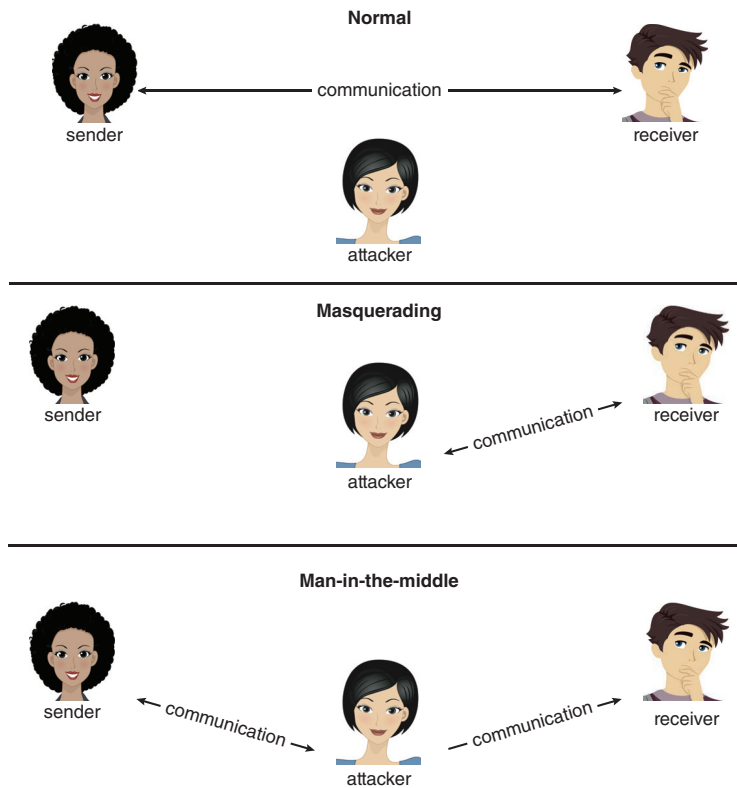 Normal
communication
sender
receiver
attacker
Masquerading
sender
communication
receiver
attacker
Man-in-the-middle
sender
communication
communication
receiver
attacker